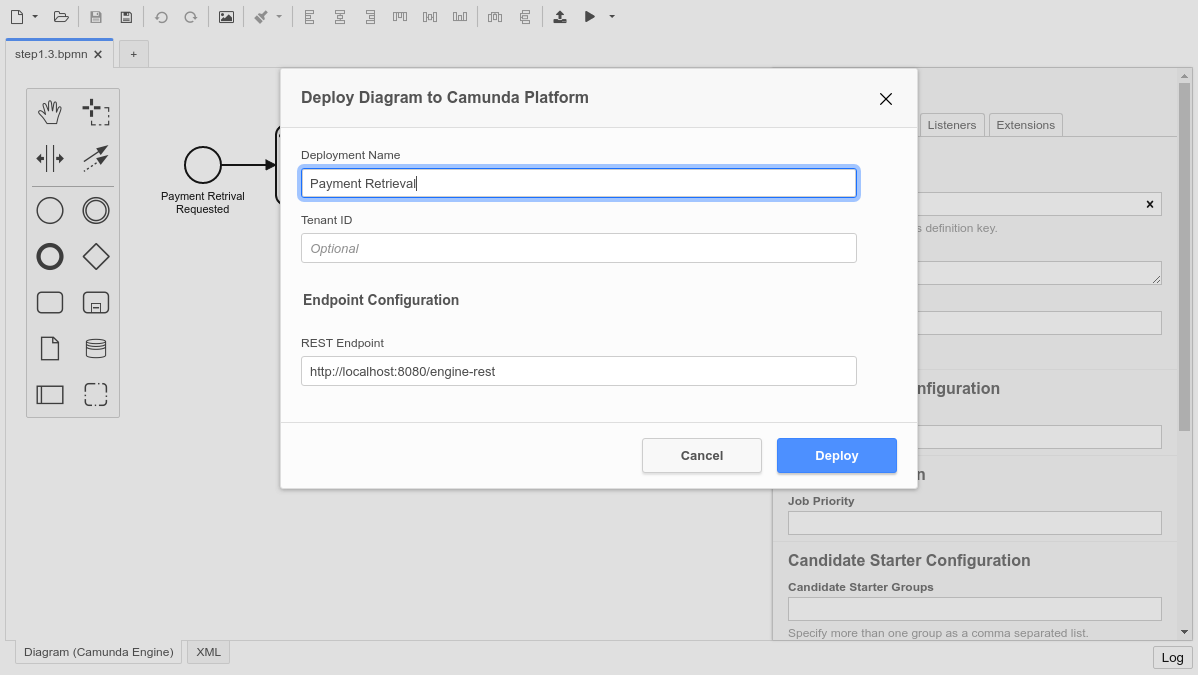 step1.3.bpmn
+
Deploy Diagram to Camunda Platform
Listeners
Extensions
Deployment Name
Payment Retrieval
Payment Retrival
Requested
Tenant ID
Optional
s definition key.
Endpoint Configuration
REST Endpoint
http://localhost:8080/engine-rest
nfiguration
Cancel
Deploy
n
Job Priority
Candidate Starter Configuration
Candidate Starter Groups
Specify more than one group as a comma separated list.
Diagram (Camunda Engine)
XML
Log